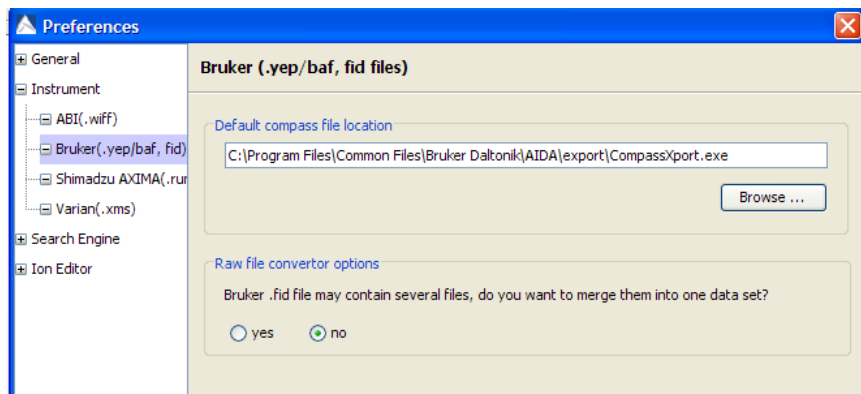 Preferences
General
Instrument
ABI(.wiff)
Bruker(.yep/baf, fid)
Shimadzu AXIMA(.rur
Varian(.xms)
Search Engine
Ion Editor
Bruker (.yep/baf, fid files)
Default compass file location
C:\Program Files\Common Files\Bruker Daltonik\AIDA\export\CompassXport.exe
Browse ...
Raw file convertor options
Bruker .fid file may contain several files, do you want to merge them into one data set?
yes no